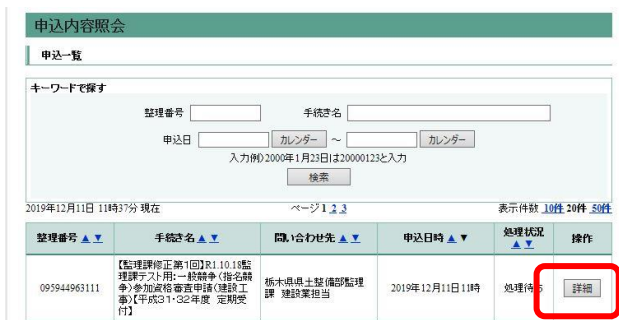 申込内容照会
申込一覧
キーワードで探す
整理番号 手続き名
申込日 カレンダー ～ カレンダー
入力例)2000年1月23日は20000123と入力
検索
2019年12月11日 11時37分 現在 ページ 1 2 3 表示件数 10件 20件 50件
整理番号 ▲ ▼ 手続き名 ▲ ▼ 問い合わせ先 ▲ ▼ 申込日時 ▲ ▼ 処理状況 ▲ ▼ 操作
095944963111
【監理課修正第1回】R1.10.18監
理課テスト用:一般競争(指名競
争)参加資格審査申請(建設工
事)【平成31・32年度 定期受
付】
栃木県県土整備部監理
課 建設業担当
2019年12月11日11時
処理待
詳細